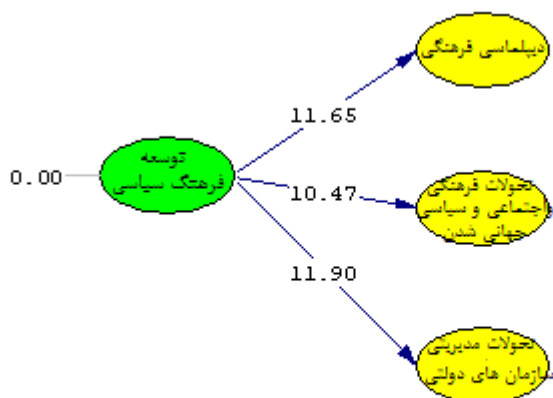 دیپلماسی فرهنگی
11.65
توسعه
فرهنگ سیاسی
0.00
10.47
تحولات فرهنگی
واجتماعی و سیاسی
جهانی شدن
11.90
تحولات مدیریتی
سازمان های دولتی